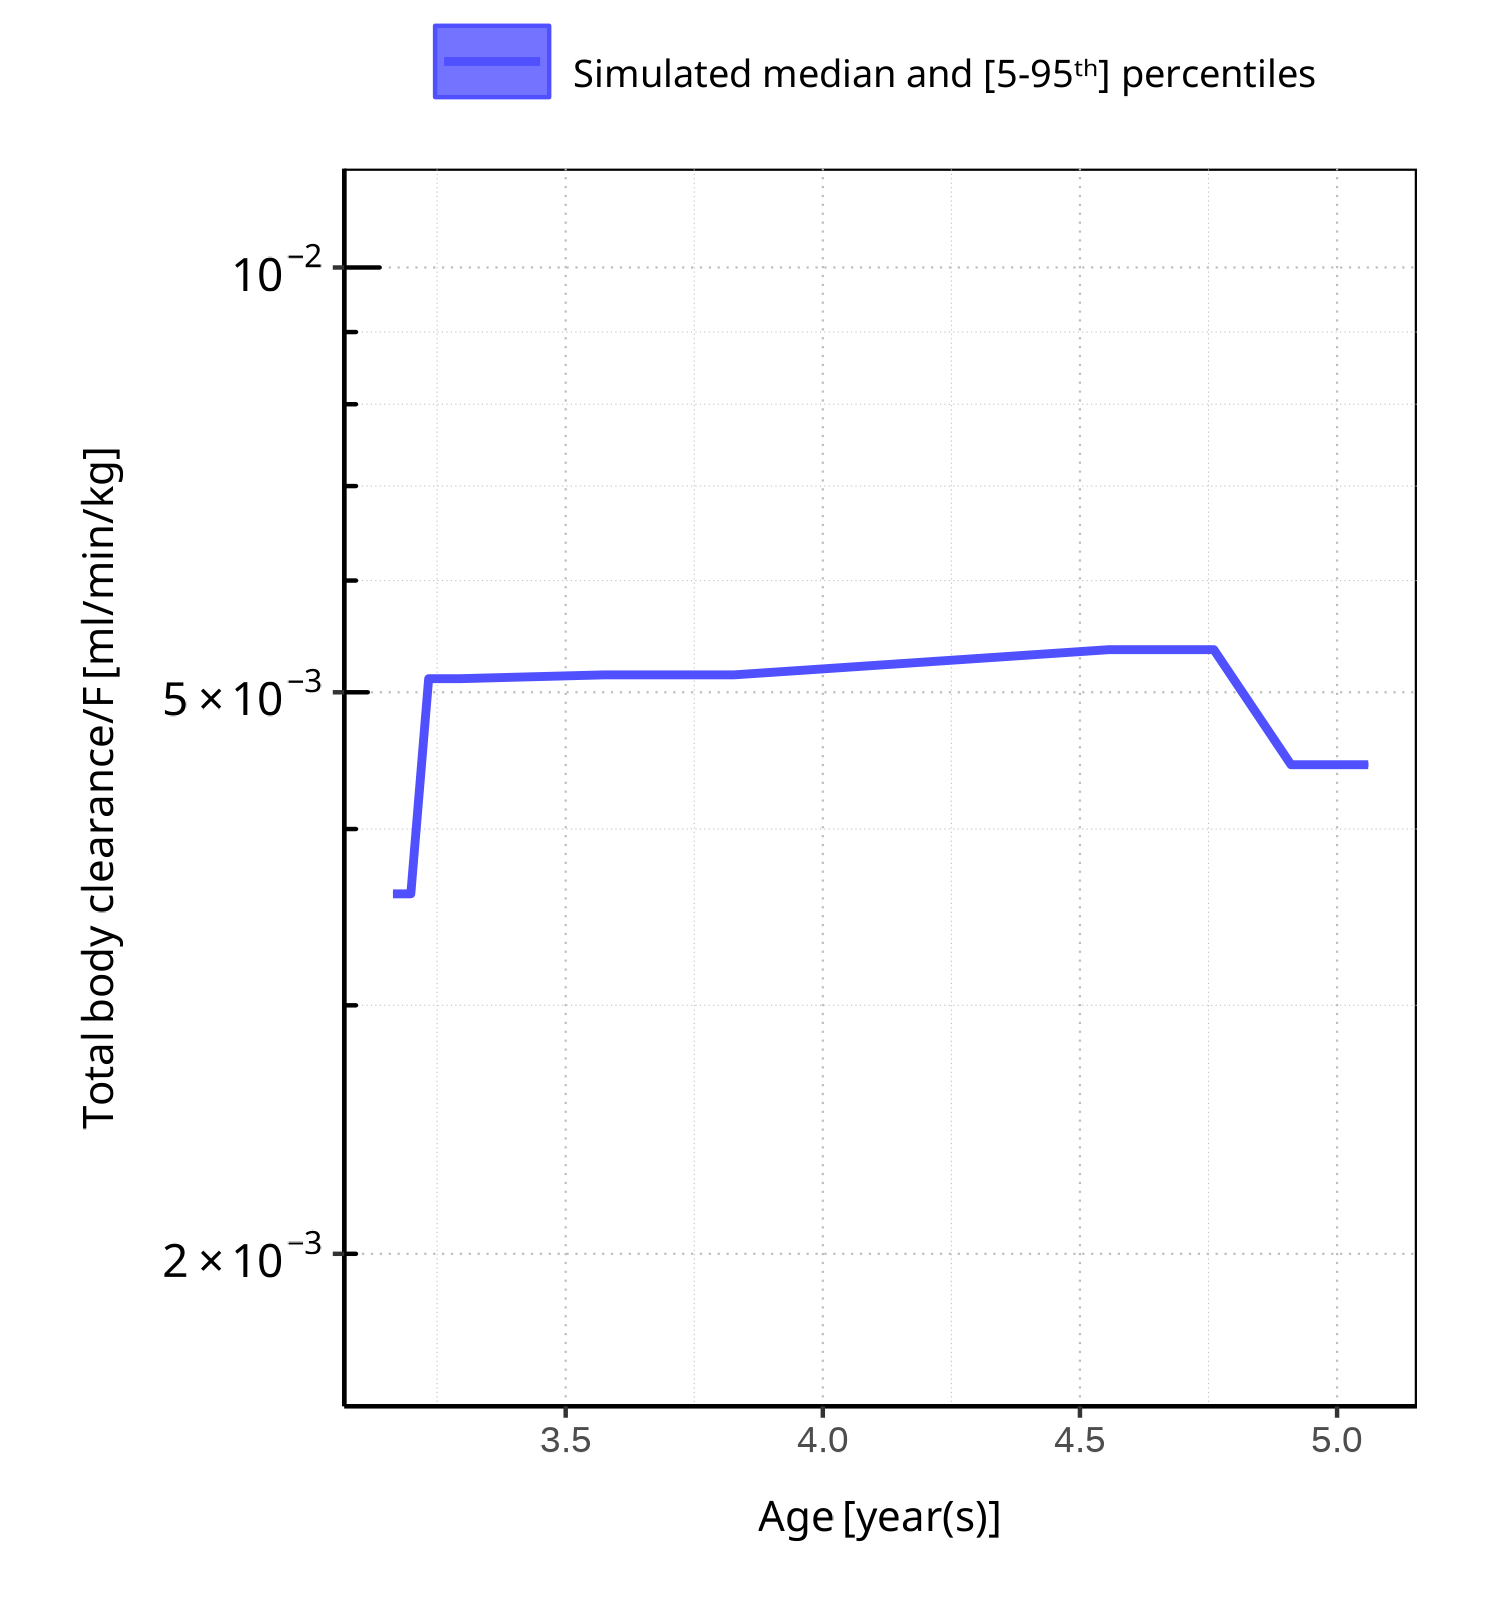 Simulated median and [5-95ᵗʰ] percentiles
10⁻²
5 × 10⁻³
2 × 10⁻³
Total body clearance/F [ml/min/kg]
3.5 4.0 4.5 5.0
Age [year(s)]